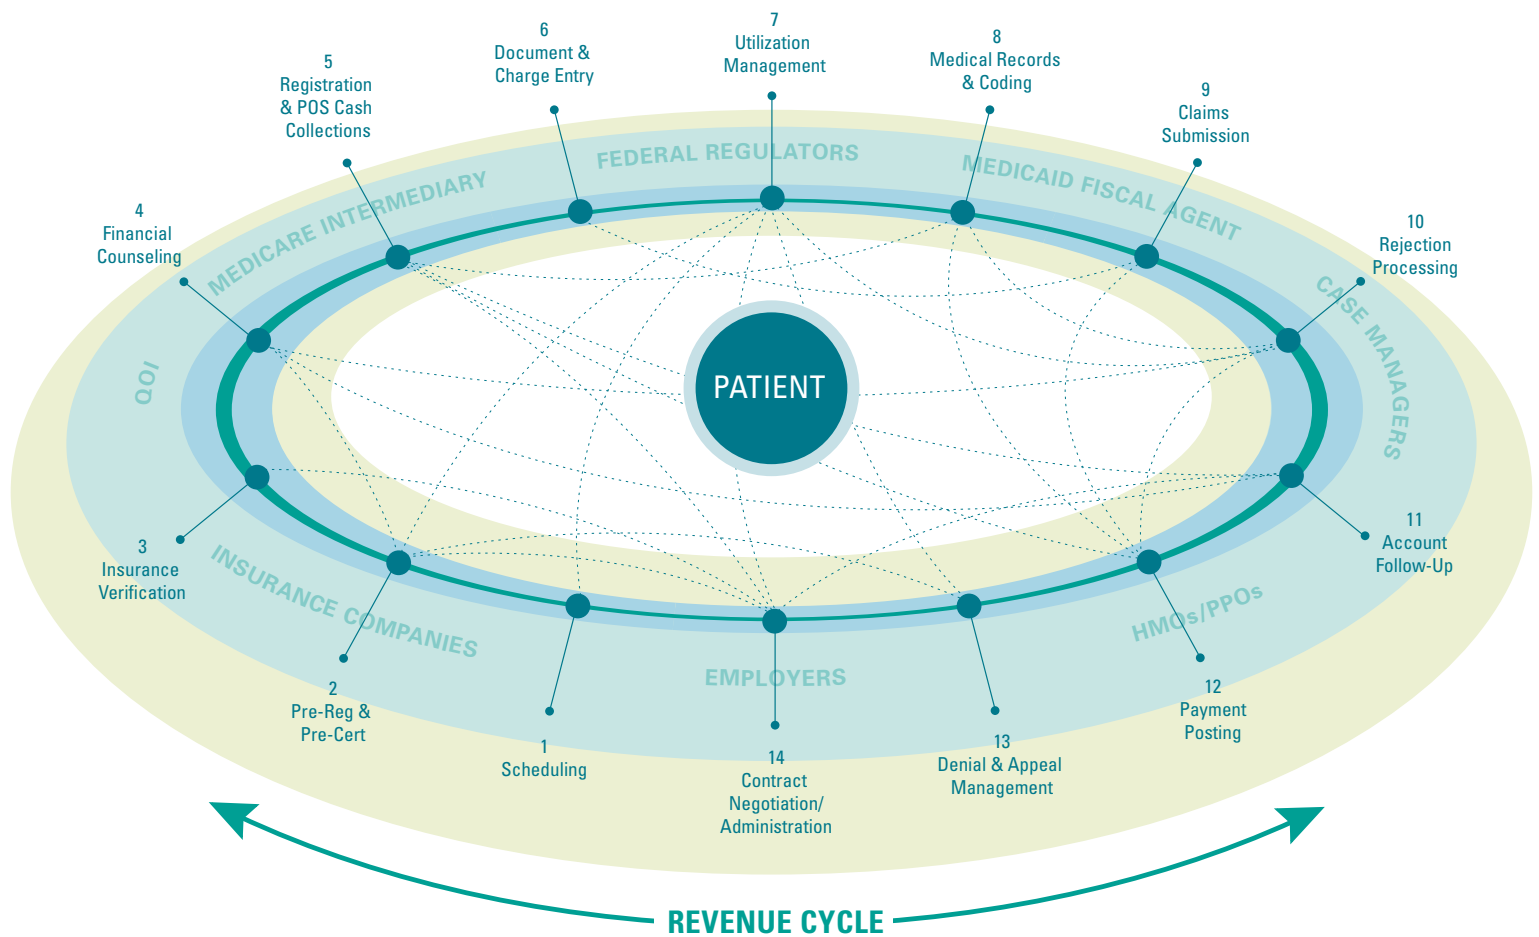 7
Utilization
Management
6
Document &
Charge Entry
8
Medical Records
& Coding
5
Registration
& POS Cash
Collections
9
Claims
Submission
4
Financial
Counseling
10
Rejection
Processing
FEDERAL REGULATORS
MEDICARE INTERMEDIARY
MEDICAID FISCAL AGENT
CASE MANAGERS
QOI
PATIENT
3
Insurance
Verification
11
Account
Follow-Up
INSURANCE COMPANIES
EMPLOYERS
HMOs/PPOs
2
Pre-Reg &
Pre-Cert
1
Scheduling
14
Contract
Negotiation/
Administration
13
Denial & Appeal
Management
12
Payment
Posting
REVENUE CYCLE